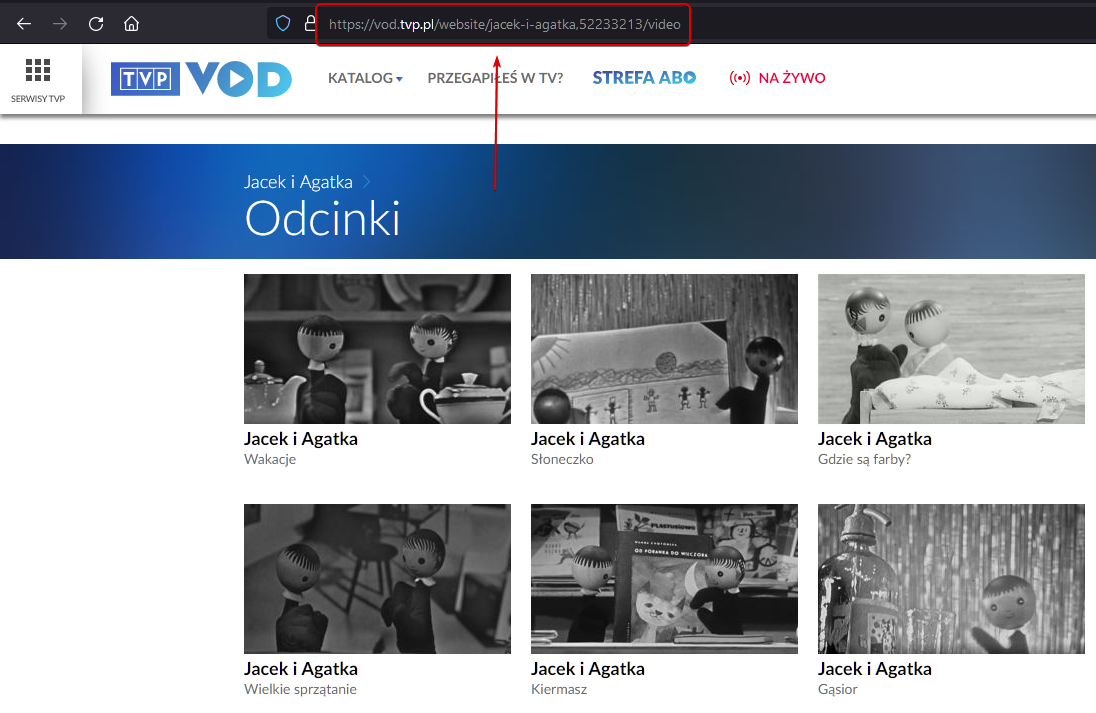 https://vod.tvp.pl/website/jacek-i-agatka,52233213/video
SERWISY TVP
TVP VOD
KATALOG
PRZEGAPIŁEŚ W TV?
STREFA ABO
NA ŻYWO
Jacek i Agatka
Odcinki
Jacek i Agatka
Wakacje
Jacek i Agatka
Słoneczko
Jacek i Agatka
Gdzie są farby?
PLASTUSIOWO
OD PORANKA DO WIECZORA
Jacek i Agatka
Wielkie sprzątanie
Jacek i Agatka
Kiermasz
Jacek i Agatka
Gąsior